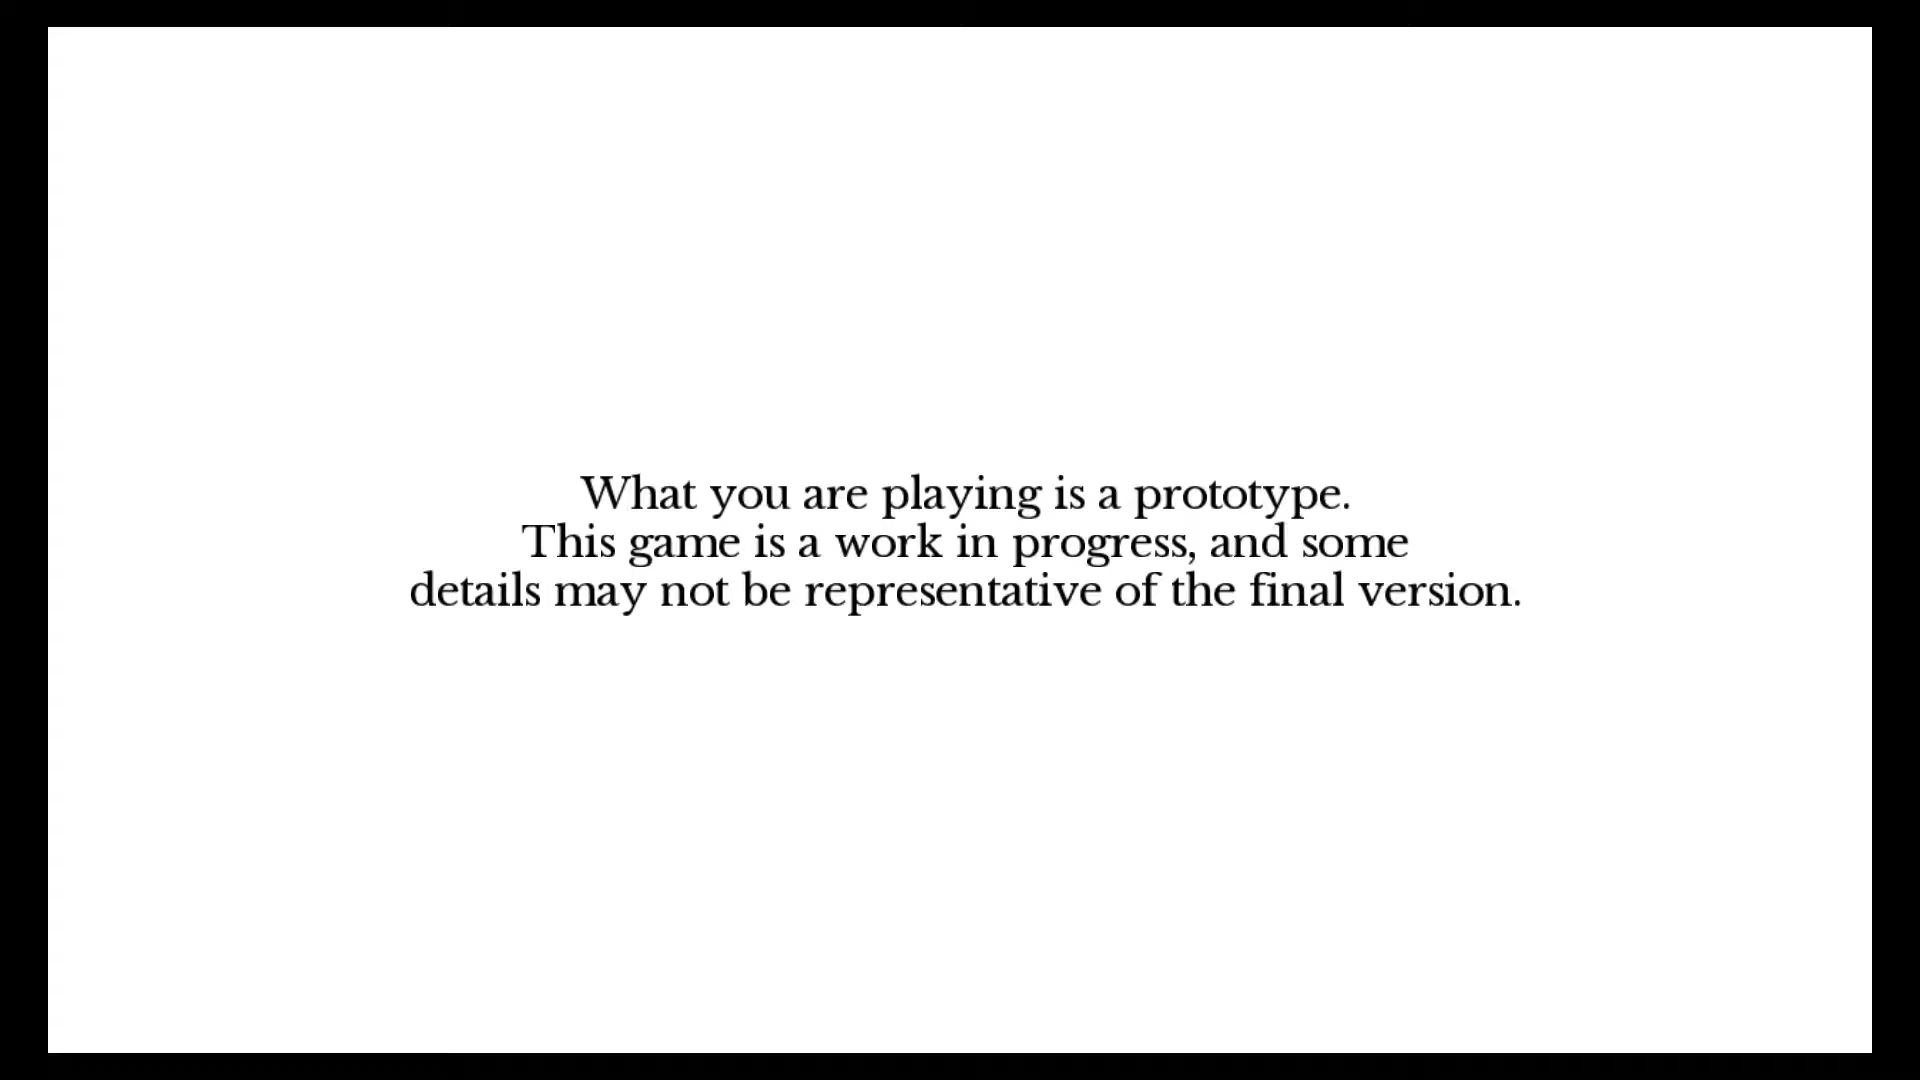 What you are playing is a prototype.
This game is a work in progress, and some
details may not be representative of the final version.